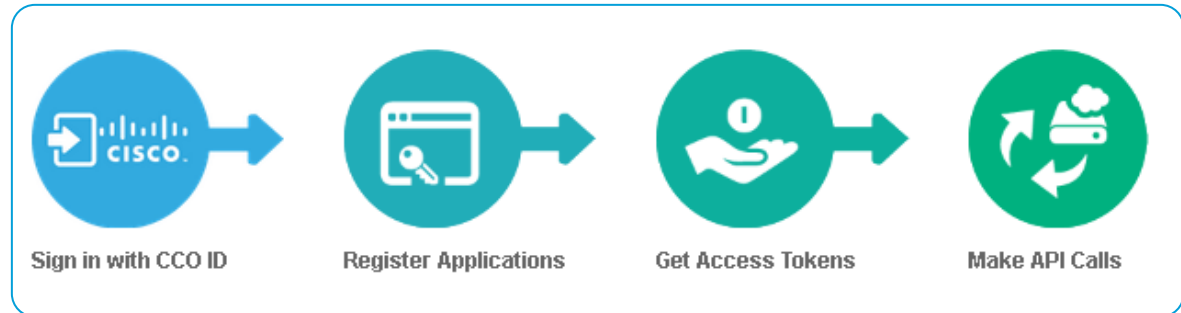 CISCO.
Sign in with CCO ID
Register Applications
Get Access Tokens
Make API Calls